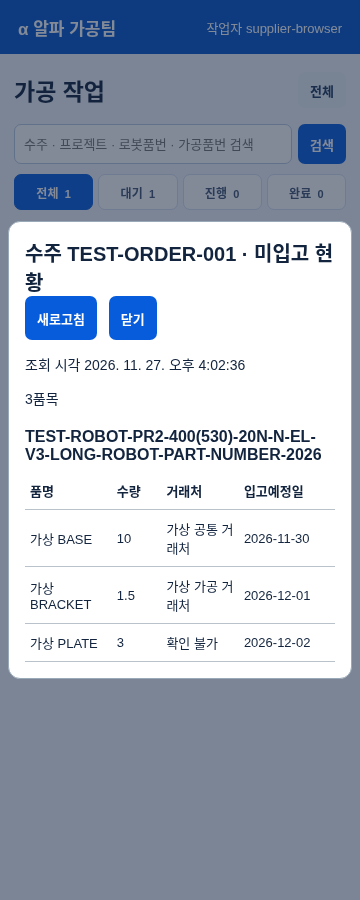 α 알파 가공팀
작업자 supplier-browser
가공 작업
전체
수주 · 프로젝트 · 로봇품번 · 가공품번 검색
검색
전체 1
대기 1
진행 0
완료 0
수주 TEST-ORDER-001 · 미입고 현
황
새로고침
닫기
조회 시각 2026. 11. 27. 오후 4:02:36
3품목
TEST-ROBOT-PR2-400(530)-20N-N-EL-
V3-LONG-ROBOT-PART-NUMBER-2026
품명 수량 거래처 입고예정일
가상 BASE 10 가상 공통 거
래처 2026-11-30
가상
BRACKET 1.5 가상 가공 거
래처 2026-12-01
가상 PLATE 3 확인 불가 2026-12-02